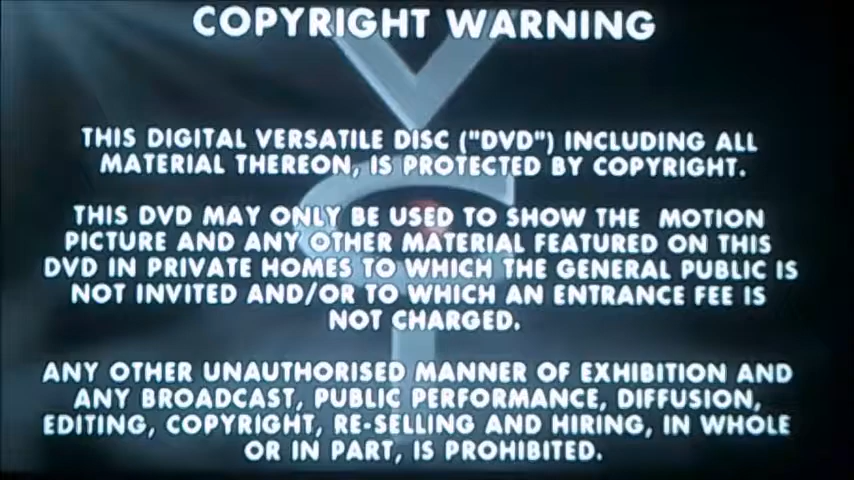 COPYRIGHT WARNING
THIS DIGITAL VERSATILE DISC ("DVD") INCLUDING ALL
MATERIAL THEREON, IS PROTECTED BY COPYRIGHT.
THIS DVD MAY ONLY BE USED TO SHOW THE MOTION
PICTURE AND ANY OTHER MATERIAL FEATURED ON THIS
DVD IN PRIVATE HOMES TO WHICH THE GENERAL PUBLIC IS
NOT INVITED AND/OR TO WHICH AN ENTRANCE FEE IS
NOT CHARGED.
ANY OTHER UNAUTHORISED MANNER OF EXHIBITION AND
ANY BROADCAST, PUBLIC PERFORMANCE, DIFFUSION,
EDITING, COPYRIGHT, RE-SELLING AND HIRING, IN WHOLE
OR IN PART, IS PROHIBITED.